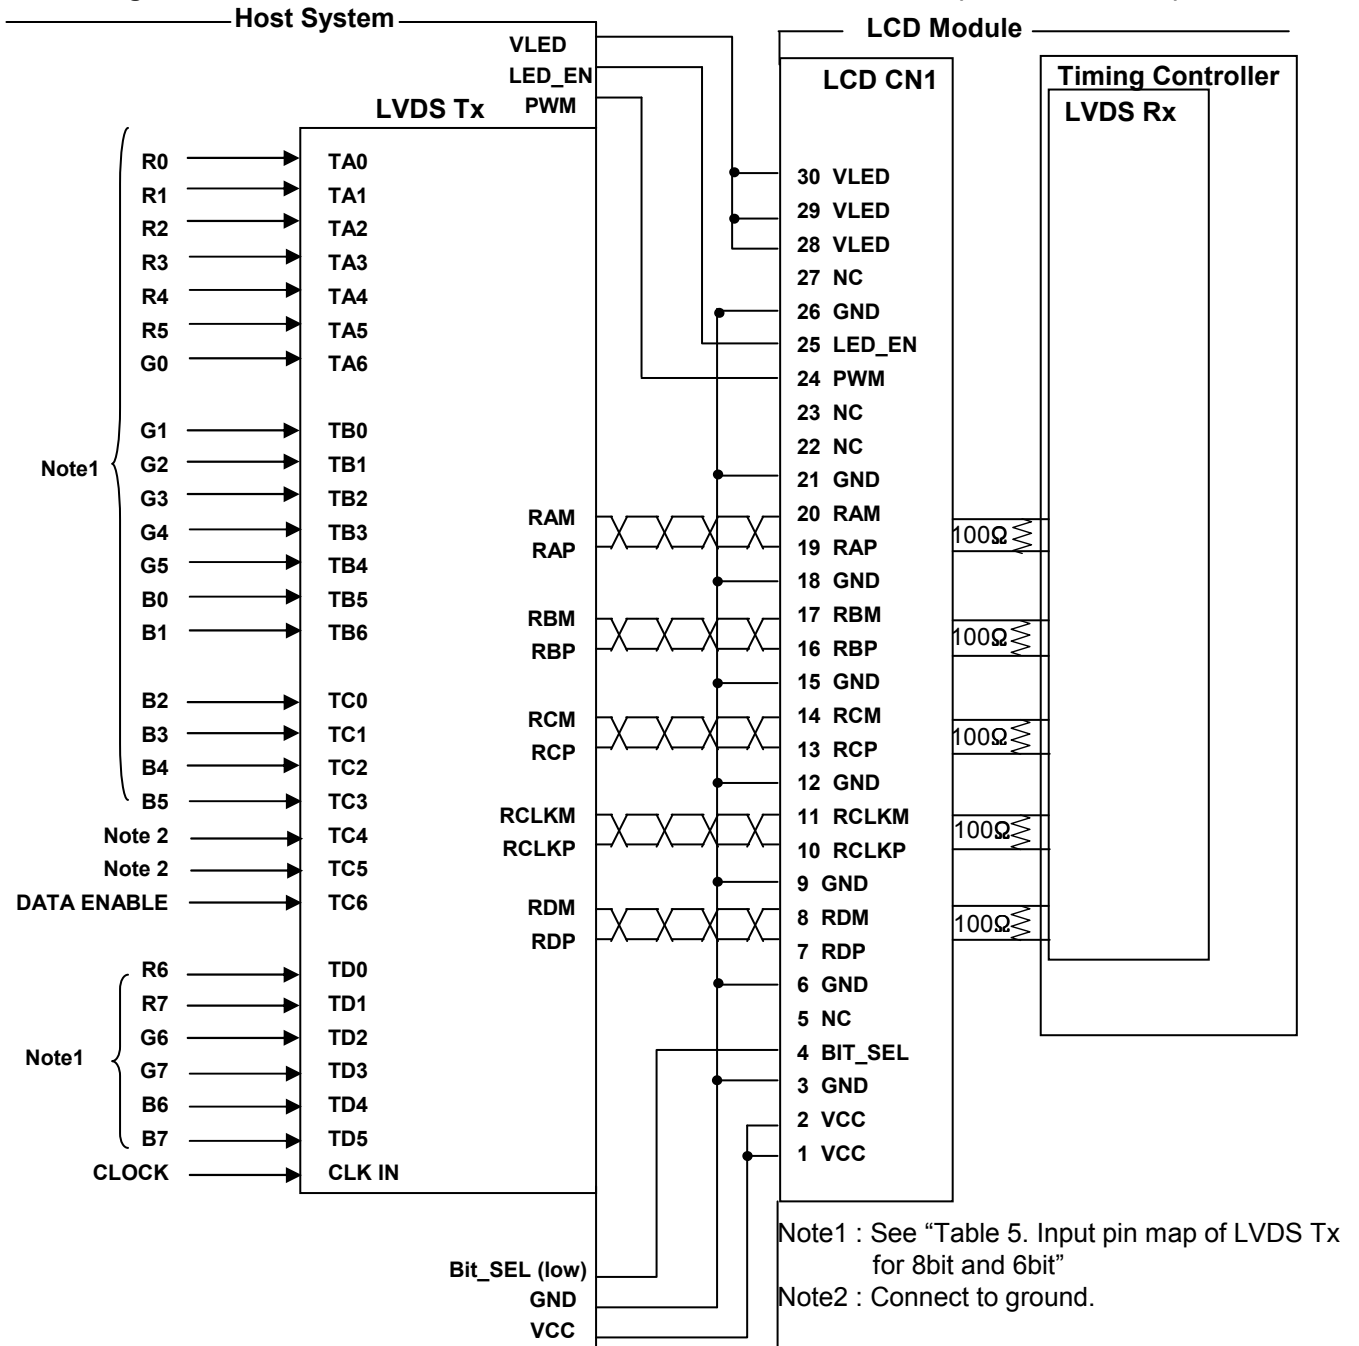 Host System
LCD Module
VLED
LED_EN
PWM
LVDS Tx
LCD CN1
Timing Controller
LVDS Rx
R0 TA0
R1 TA1
R2 TA2
R3 TA3
R4 TA4
R5 TA5
G0 TA6
G1 TB0
G2 TB1
G3 TB2
G4 TB3
G5 TB4
B0 TB5
B1 TB6
Note1
B2 TC0
B3 TC1
B4 TC2
B5 TC3
Note 2 TC4
Note 2 TC5
DATA ENABLE TC6
R6 TD0
R7 TD1
G6 TD2
G7 TD3
B6 TD4
B7 TD5
Note1
CLOCK CLK IN
RAM
RAP
RBM
RBP
RCM
RCP
RCLKM
RCLKP
RDM
RDP
Bit_SEL (low)
GND
VCC
30 VLED
29 VLED
28 VLED
27 NC
26 GND
25 LED_EN
24 PWM
23 NC
22 NC
21 GND
20 RAM
19 RAP
18 GND
17 RBM
16 RBP
15 GND
14 RCM
13 RCP
12 GND
11 RCLKM
10 RCLKP
9 GND
8 RDM
7 RDP
6 GND
5 NC
4 BIT_SEL
3 GND
2 VCC
1 VCC
100Ω
100Ω
100Ω
100Ω
100Ω
Note1 : See “Table 5. Input pin map of LVDS Tx
for 8bit and 6bit”
Note2 : Connect to ground.